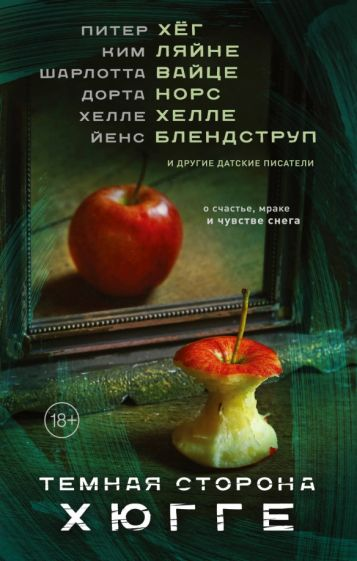 ПИТЕР ХЁГ
КИМ ЛЯЙНЕ
ШАРЛОТТА ВАЙЦЕ
ДОРТА НОРС
ХЕЛЛЕ ХЕЛЛЕ
ЙЕНС БЛЕНДСТРУП
И ДРУГИЕ ДАТСКИЕ ПИСАТЕЛИ
о счастье, мраке
и чувстве снега
18+
ТЕМНАЯ СТОРОНА
ХЮГГЕ